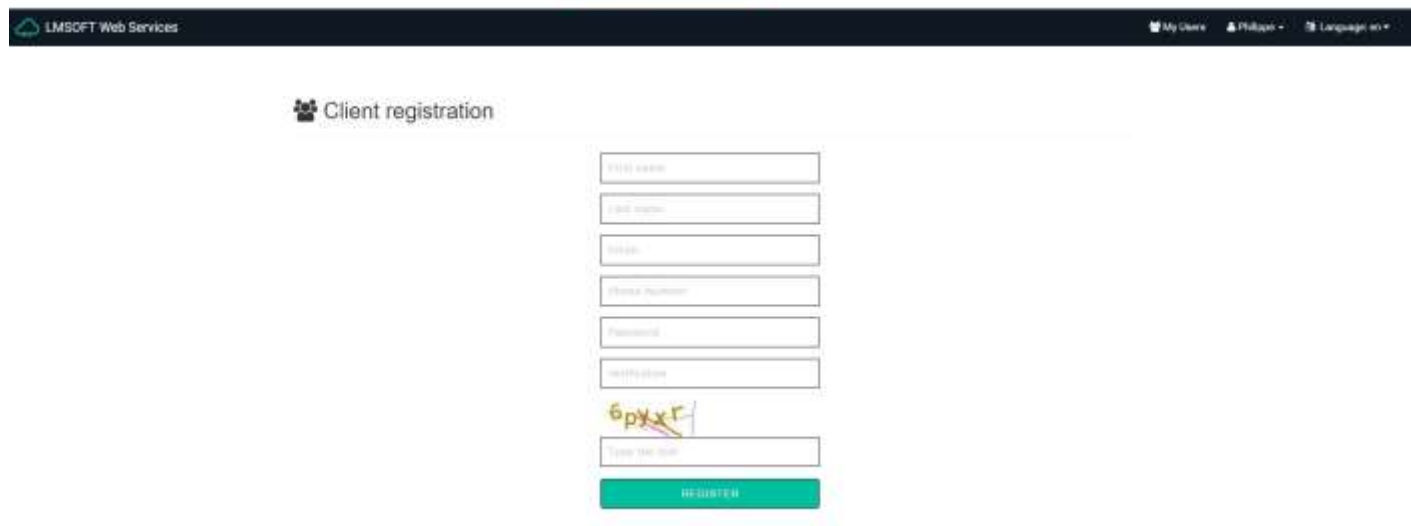 LMSOFT Web Services
My Users
Philippe
Language: en
Client registration
First name
Last name
Email
Phone Number
Password
Verification
6pyxr
Type the text
REGISTER